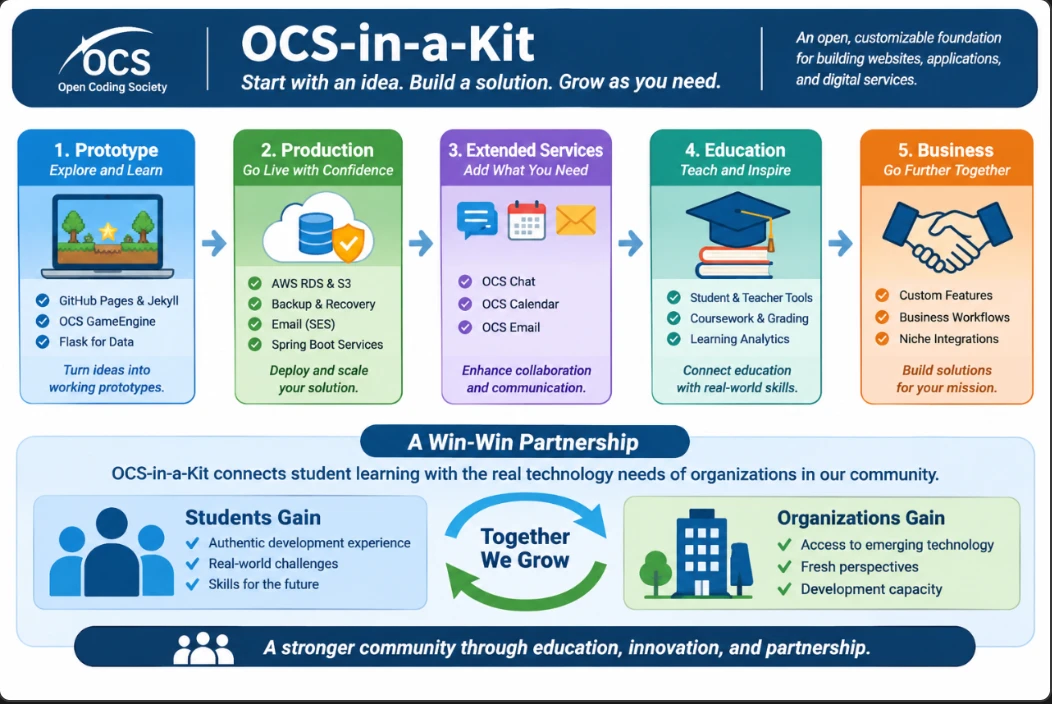 OCS
Open Coding Society
OCS-in-a-Kit
Start with an idea. Build a solution. Grow as you need.
An open, customizable foundation
for building websites, applications,
and digital services.
1. Prototype
Explore and Learn
GitHub Pages & Jekyll
OCS GameEngine
Flask for Data
Turn ideas into
working prototypes.
2. Production
Go Live with Confidence
AWS RDS & S3
Backup & Recovery
Email (SES)
Spring Boot Services
Deploy and scale
your solution.
3. Extended Services
Add What You Need
OCS Chat
OCS Calendar
OCS Email
Enhance collaboration
and communication.
4. Education
Teach and Inspire
Student & Teacher Tools
Coursework & Grading
Learning Analytics
Connect education
with real-world skills.
5. Business
Go Further Together
Custom Features
Business Workflows
Niche Integrations
Build solutions
for your mission.
A Win-Win Partnership
OCS-in-a-Kit connects student learning with the real technology needs of organizations in our community.
Students Gain
Authentic development experience
Real-world challenges
Skills for the future
Together
We Grow
Organizations Gain
Access to emerging technology
Fresh perspectives
Development capacity
A stronger community through education, innovation, and partnership.